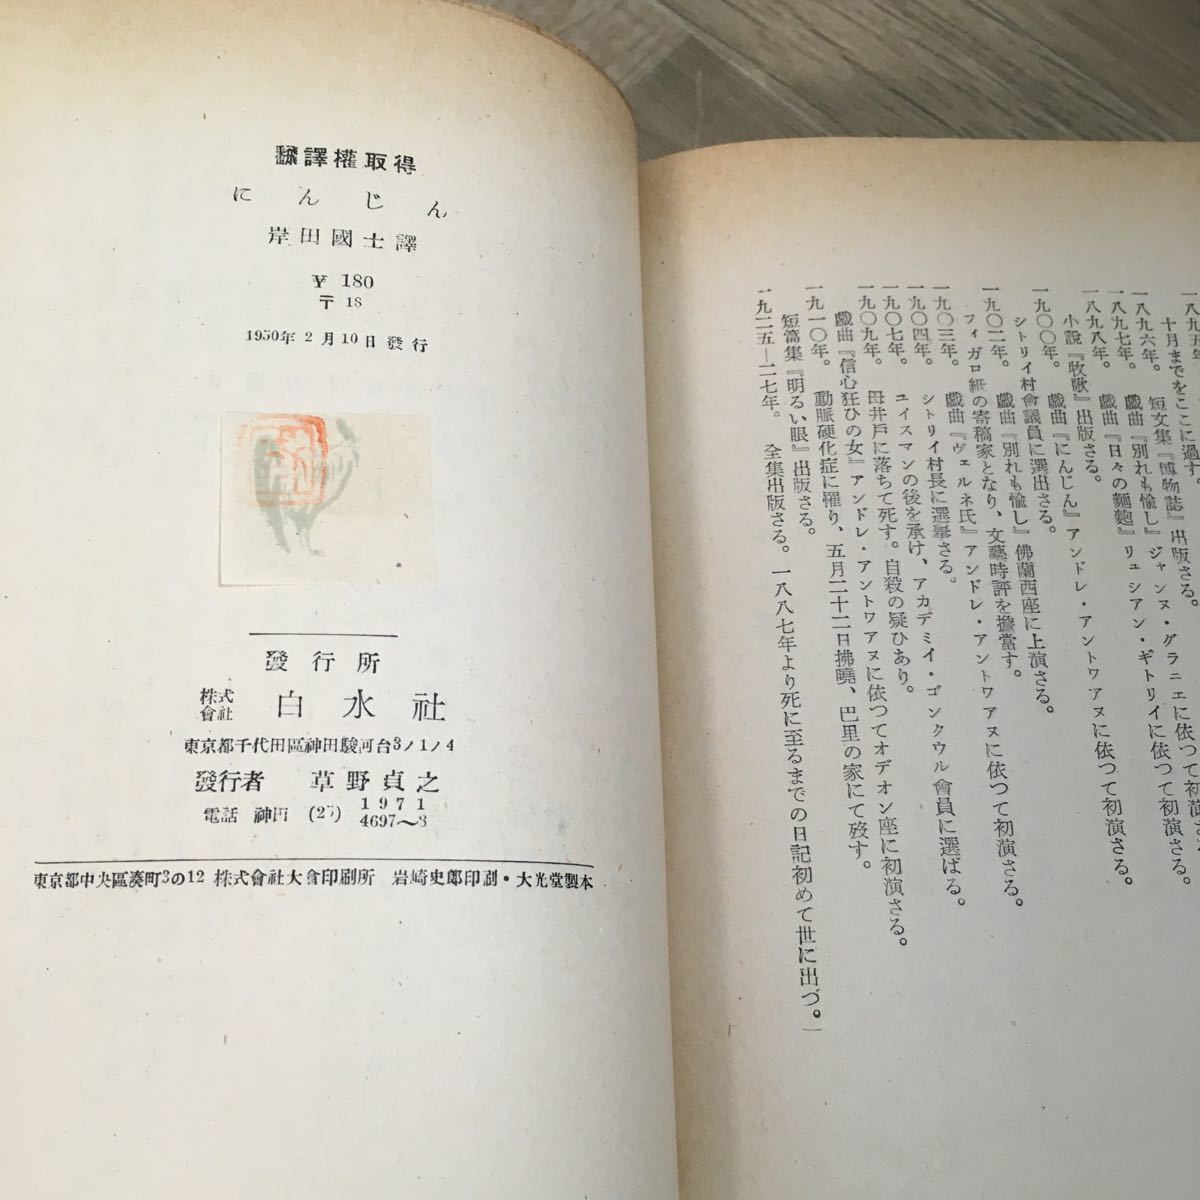 翻譯權取得
にんじん
岸田國士譯
¥ 180
〒 18
1950年2月10日發行
發行所
株式會社 白水社
東京都千代田區神田駿河台3ノ1ノ4
發行者 草野貞之
電話 神田 (25) 1971
4697〜8
東京都中央區湊町3の12 株式會社大倉印刷所 岩崎史郎印刷・大光堂製本
一八九五年
十月までをここに過す。
一八九六年。 短文集『博物誌』出版さる。
戲曲『別れも愉し』ジャンヌ・グラニエに依つて初演さる
一八九七年。 戲曲『日々の麵麭』リュシアン・ギトリイに依つて初演さる。
一八九八年。
小説『牧歌』出版さる。
一九〇〇年。 戲曲『にんじん』アンドレ・アントワアヌに依つて初演さる。
シトリイ村會議員に選出さる。
一九〇二年。 戲曲『別れも愉し』佛蘭西座に上演さる。
フィガロ紙の寄稿家となり、文藝時評を擔當す。
一九〇三年。 戲曲『ヴェルネ氏』アンドレ・アントワアヌに依つて初演さる。
一九〇四年。 シトリイ村長に選擧さる。
一九〇七年。 ユイスマンの後を承け、アカデミイ・ゴンクウル會員に選ばる。
一九〇九年。 母井戸に落ちて死す。自殺の疑ひあり。
戲曲『信心狂ひの女』アンドレ・アントワアヌに依つてオデオン座に初演さる。
一九一〇年。 動脈硬化症に罹り、五月二十二日拂曉、巴里の家にて歿す。
短篇集『明るい眼』出版さる。
一九二五—二七年。 全集出版さる。一八八七年より死に至るまでの日記初めて世に出づ。